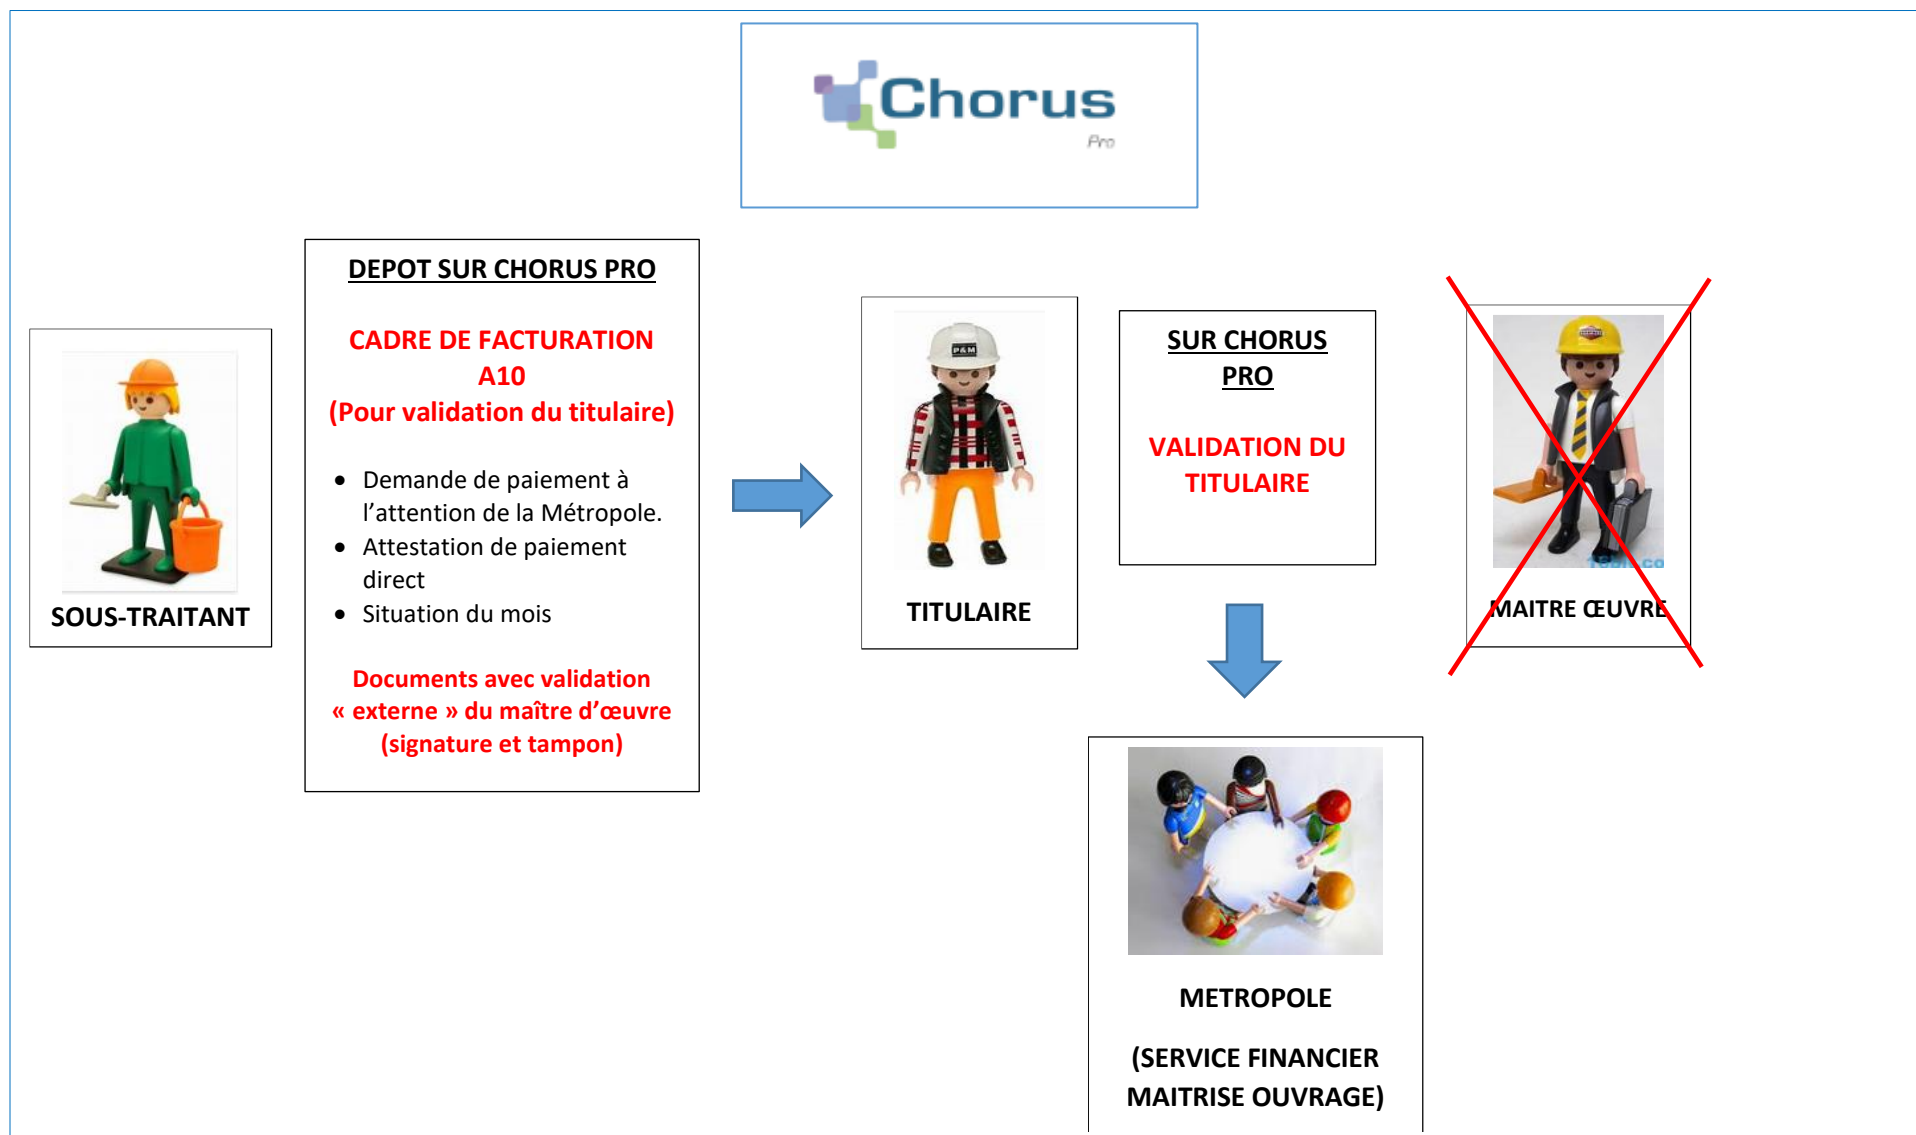 Chorus
Pro
DEPOT SUR CHORUS PRO
CADRE DE FACTURATION
A10
(Pour validation du titulaire)
• Demande de paiement à
l’attention de la Métropole.
• Attestation de paiement
direct
• Situation du mois
Documents avec validation
« externe » du maître d’œuvre
(signature et tampon)
SOUS-TRAITANT
P&M
TITULAIRE
SUR CHORUS
PRO
VALIDATION DU
TITULAIRE
MAITRE ŒUVRE
METROPOLE
(SERVICE FINANCIER
MAITRISE OUVRAGE)